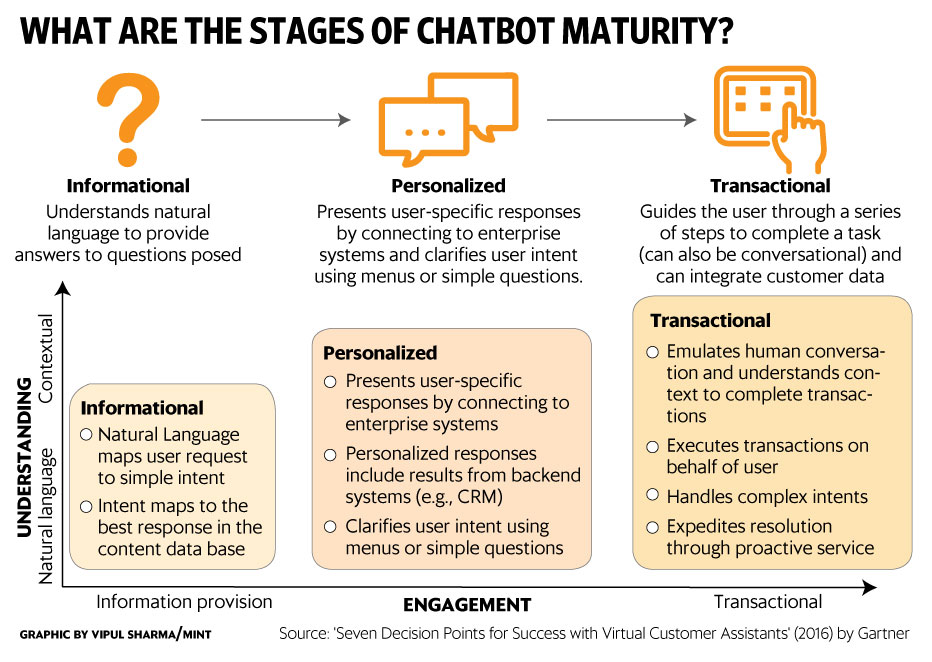 WHAT ARE THE STAGES OF CHATBOT MATURITY?
Informational
Understands natural
language to provide
answers to questions posed
Personalized
Presents user-specific responses
by connecting to enterprise
systems and clarifies user intent
using menus or simple questions.
Transactional
Guides the user through a series
of steps to complete a task
(can also be conversational) and
can integrate customer data
UNDERSTANDING
Contextual
Natural language
Informational
Natural Language
maps user request
to simple intent
Intent maps to the
best response in the
content data base
Personalized
Presents user-specific
responses by connecting to
enterprise systems
Personalized responses
include results from backend
systems (e.g., CRM)
Clarifies user intent using
menus or simple questions
Transactional
Emulates human conversa-
tion and understands con-
text to complete transac-
tions
Executes transactions on
behalf of user
Handles complex intents
Expedites resolution
through proactive service
Information provision
ENGAGEMENT
Transactional
GRAPHIC BY VIPUL SHARMA/MINT
Source: 'Seven Decision Points for Success with Virtual Customer Assistants' (2016) by Gartner